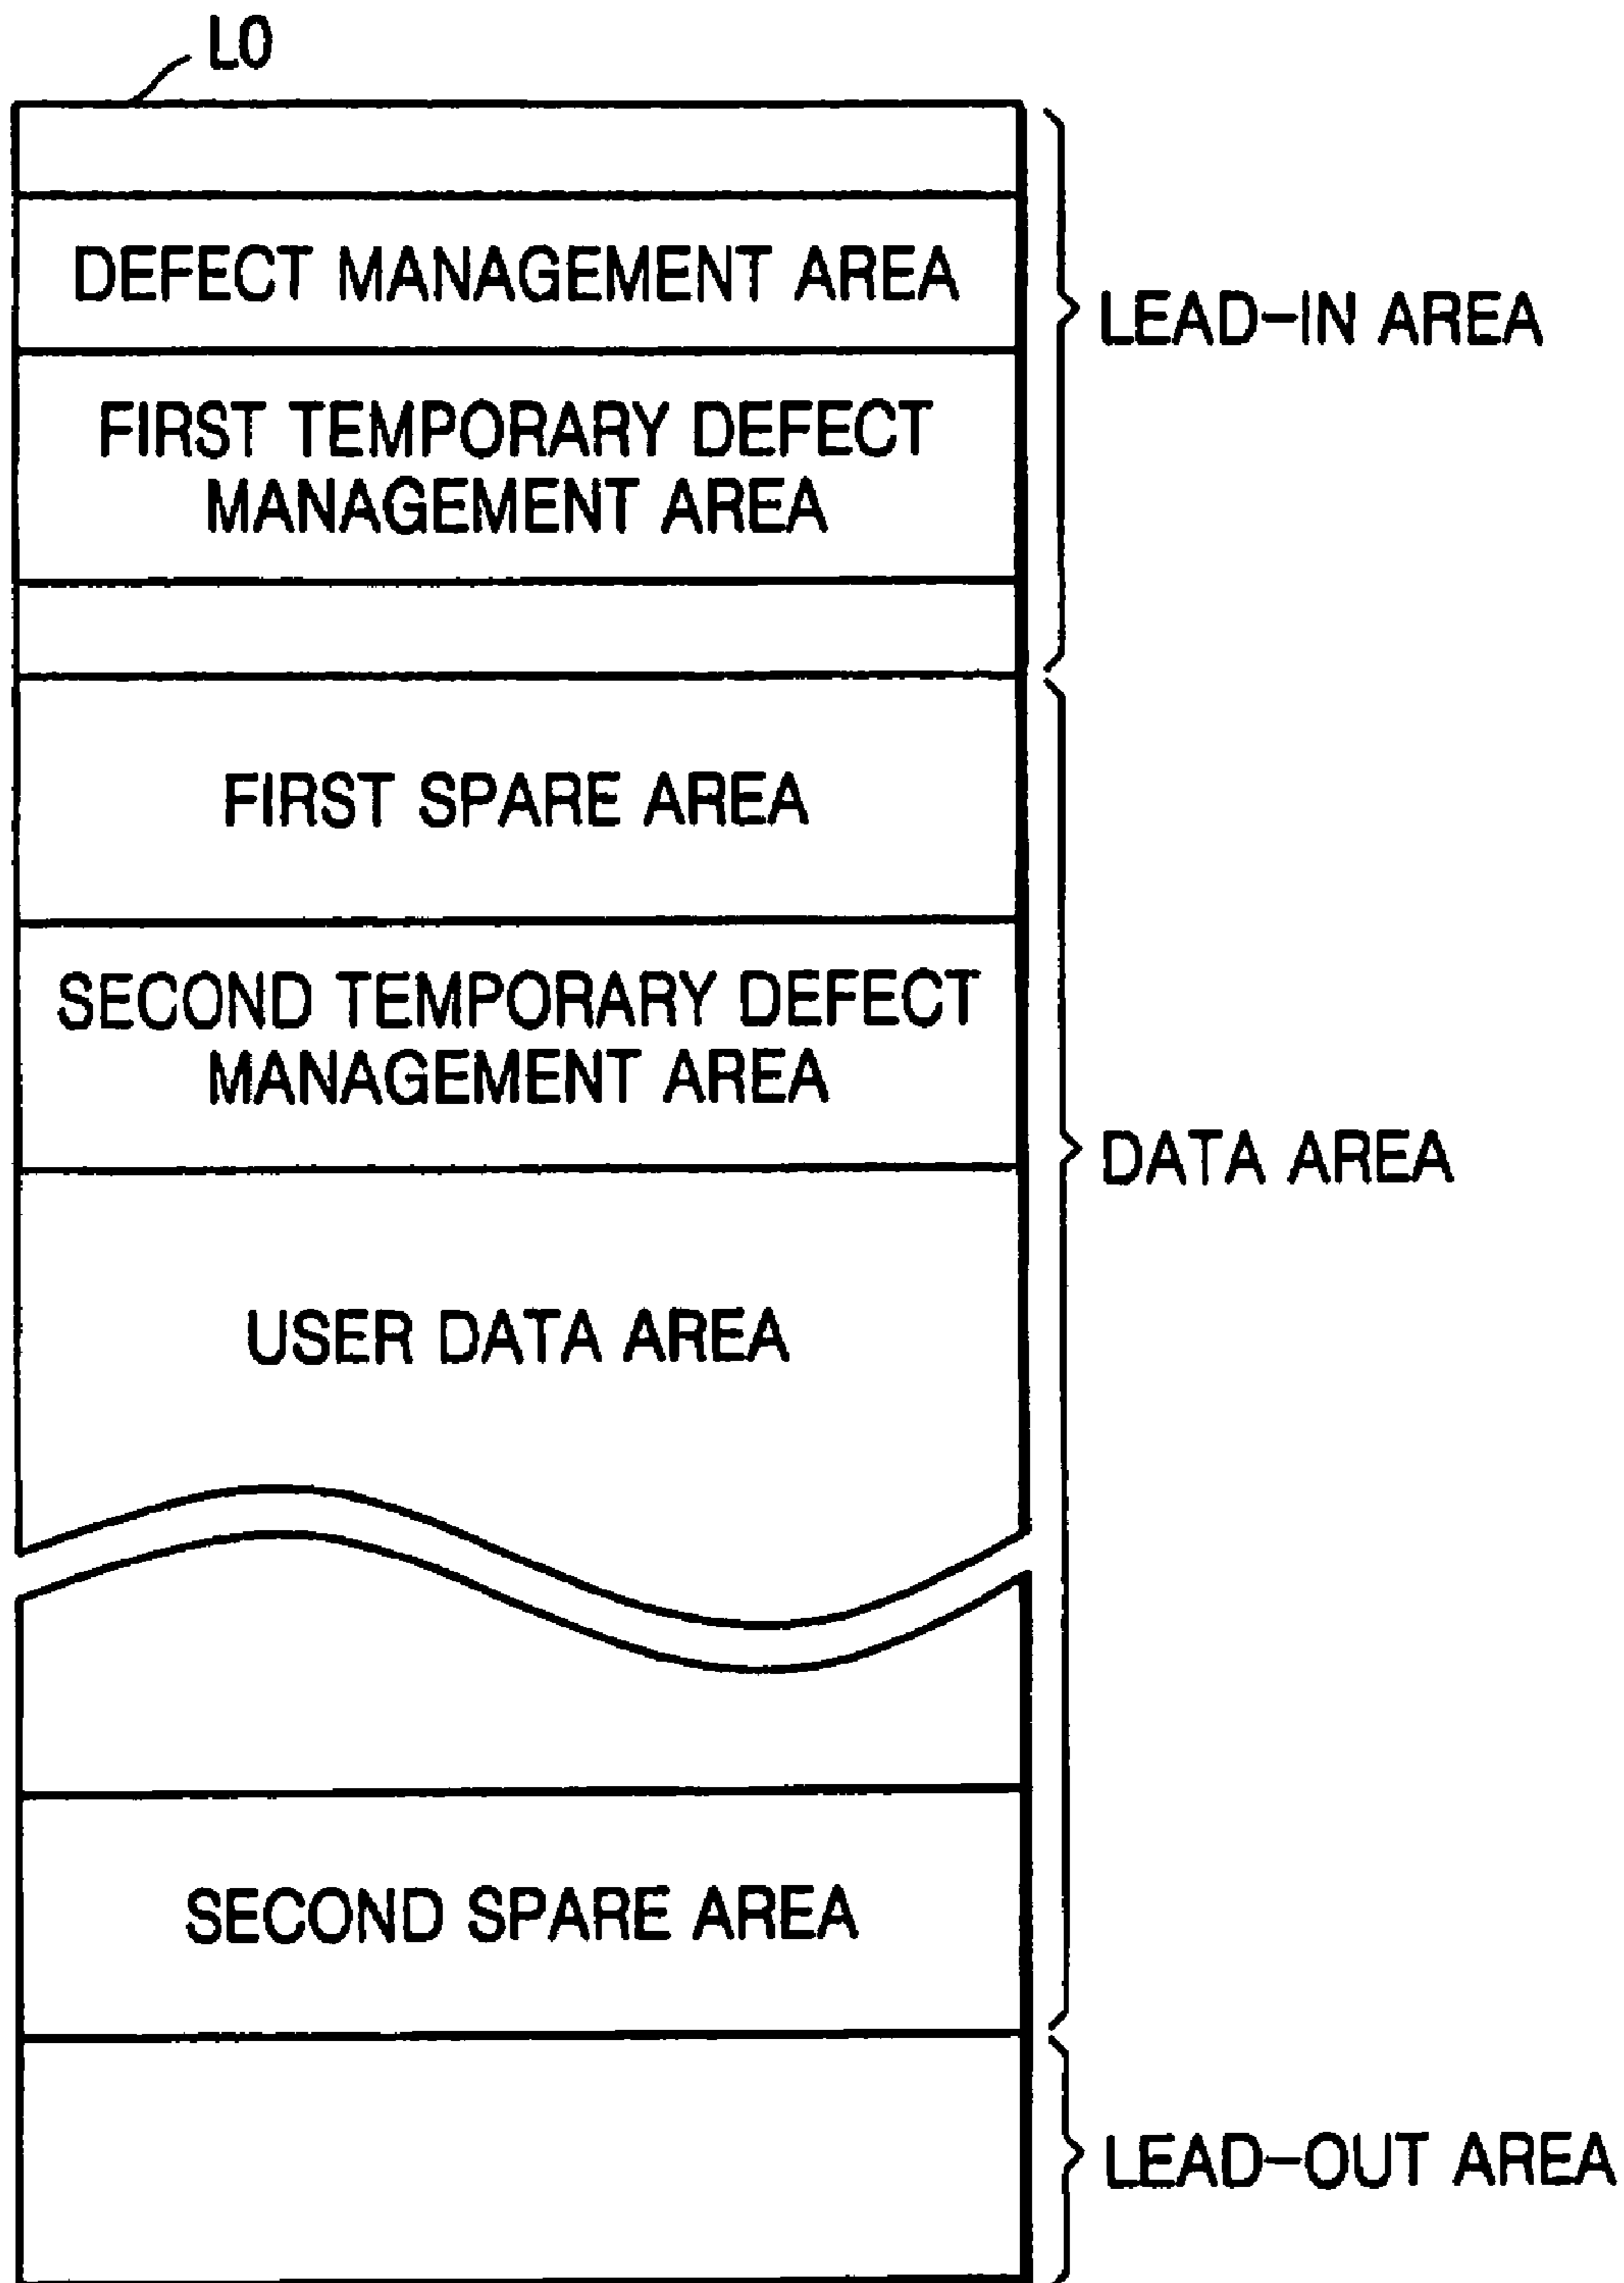 L0
DEFECT MANAGEMENT AREA
LEAD-IN AREA
FIRST TEMPORARY DEFECT
MANAGEMENT AREA
FIRST SPARE AREA
SECOND TEMPORARY DEFECT
MANAGEMENT AREA
DATA AREA
USER DATA AREA
SECOND SPARE AREA
LEAD-OUT AREA